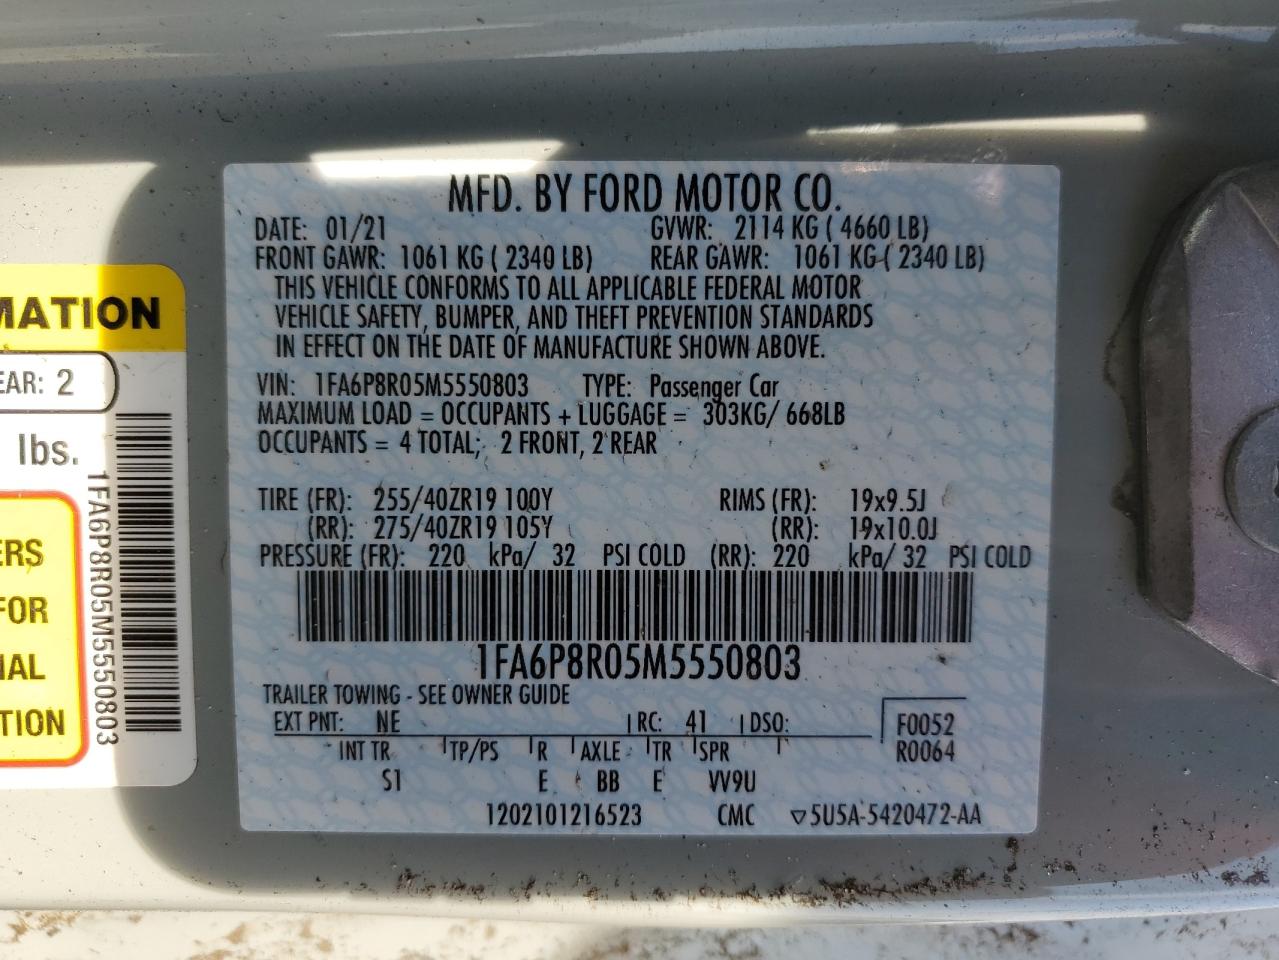 MFD. BY FORD MOTOR CO.
DATE: 01/21 GVWR: 2114 KG ( 4660 LB)
FRONT GAWR: 1061 KG ( 2340 LB) REAR GAWR: 1061 KG ( 2340 LB)
THIS VEHICLE CONFORMS TO ALL APPLICABLE FEDERAL MOTOR
VEHICLE SAFETY, BUMPER, AND THEFT PREVENTION STANDARDS
IN EFFECT ON THE DATE OF MANUFACTURE SHOWN ABOVE.
VIN: 1FA6P8R05M5550803 TYPE: Passenger Car
MAXIMUM LOAD = OCCUPANTS + LUGGAGE = 303KG/ 668LB
OCCUPANTS = 4 TOTAL; 2 FRONT, 2 REAR
TIRE (FR): 255/40ZR19 100Y RIMS (FR): 19x9.5J
(RR): 275/40ZR19 105Y (RR): 19x10.0J
PRESSURE (FR): 220 kPa/ 32 PSI COLD (RR): 220 kPa/ 32 PSI COLD
1FA6P8R05M5550803
TRAILER TOWING - SEE OWNER GUIDE
EXT PNT: NE RC: 41 DSO: F0052
R0064
INT TR TP/PS R AXLE TR SPR
S1 E BB E VV9U
1202101216523 CMC ▽5U5A-5420472-AA
MATION
EAR: 2
lbs.
1FA6P8R05M5550803
ERS
FOR
IAL
TION